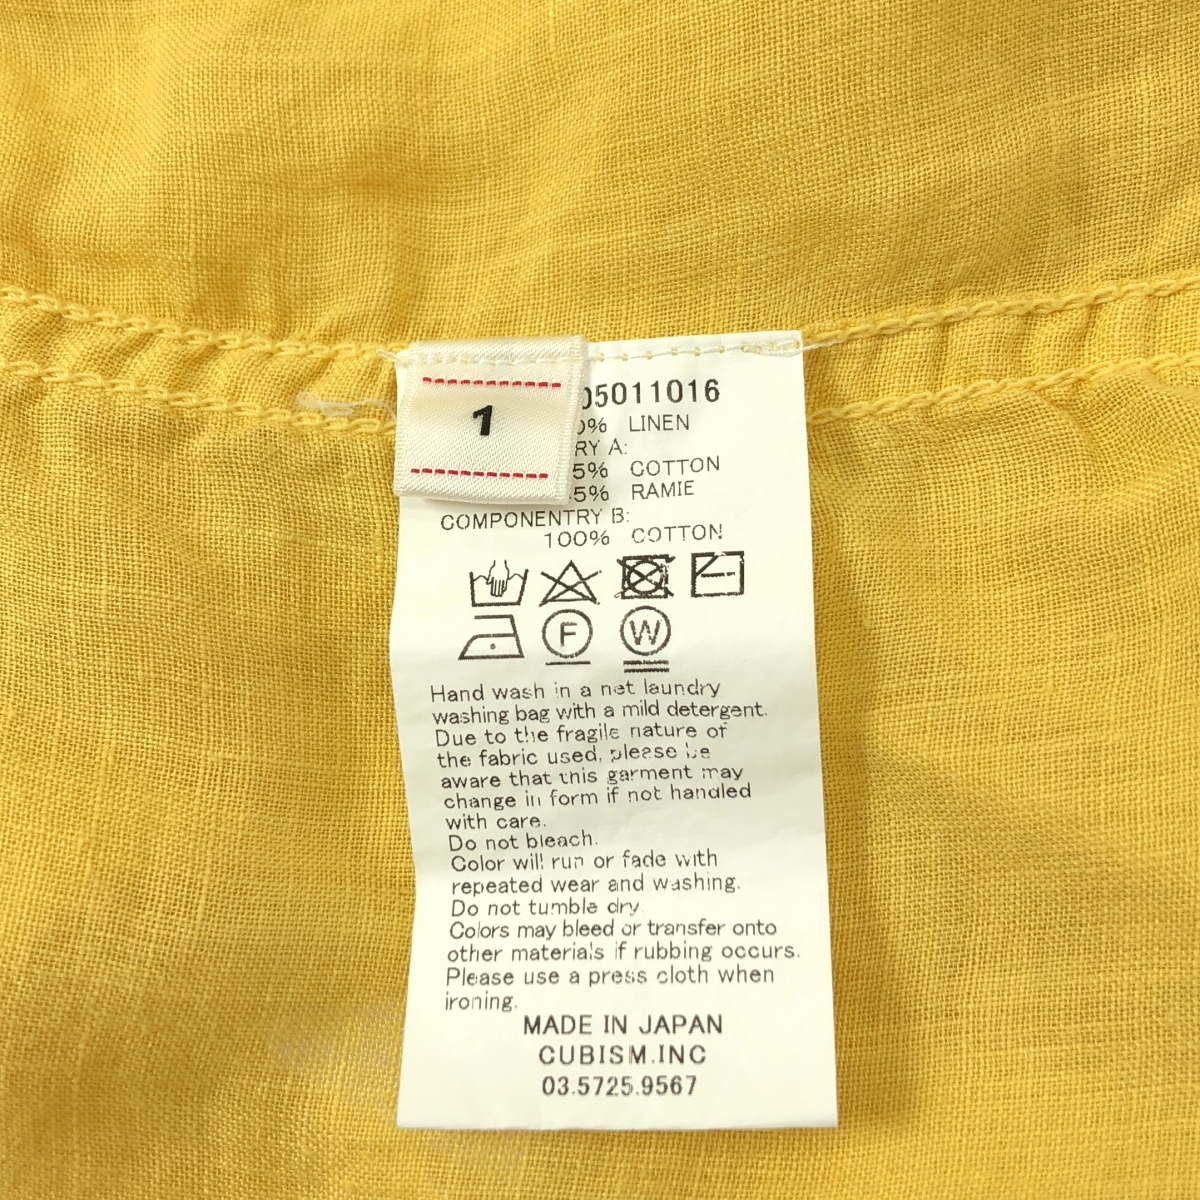 1
05011016
0% LINEN
RY A:
5% COTTON
5% RAMIE
COMPONENTRY B:
100% COTTON
F
W
Hand wash in a net laundry
washing bag with a mild detergent.
Due to the fragile nature of
the fabric used, please be
aware that this garment may
change in form if not handled
with care.
Do not bleach.
Color will run or fade with
repeated wear and washing.
Do not tumble dry.
Colors may bleed or transfer onto
other materials if rubbing occurs.
Please use a press cloth when
ironing.
MADE IN JAPAN
CUBISM.INC
03.5725.9567